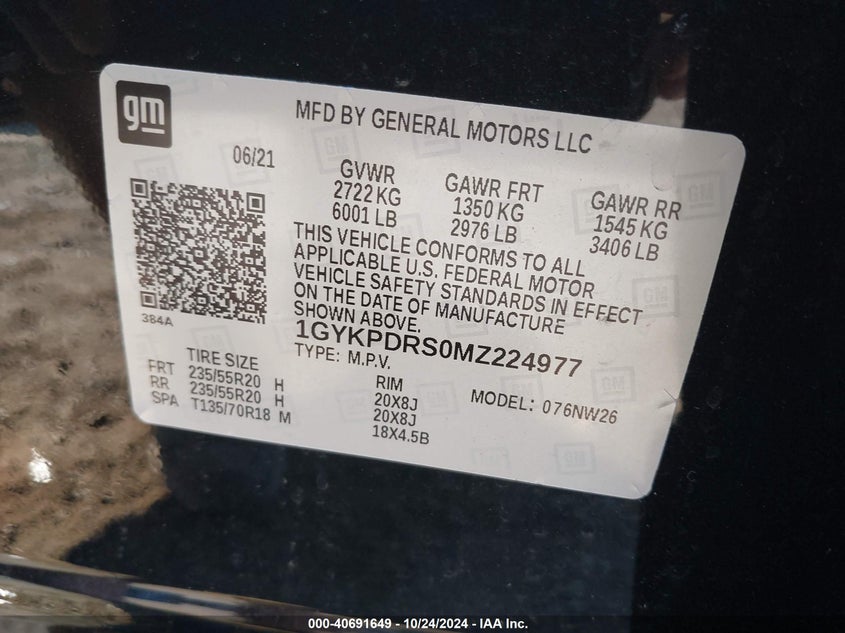 gm
MFD BY GENERAL MOTORS LLC
06/21
GVWR
2722 KG
6001 LB
GAWR FRT
1350 KG
2976 LB
GAWR RR
1545 KG
3406 LB
THIS VEHICLE CONFORMS TO ALL
APPLICABLE U.S. FEDERAL MOTOR
VEHICLE SAFETY STANDARDS IN EFFECT
ON THE DATE OF MANUFACTURE
SHOWN ABOVE.
384A
1GYKPDRS0MZ224977
TYPE: M.P.V.
TIRE SIZE
FRT 235/55R20 H
RR 235/55R20 H
SPA T135/70R18 M
RIM
20X8J
20X8J
18X4.5B
MODEL: 076NW26
000-40691649 - 10/24/2024 - IAA Inc.